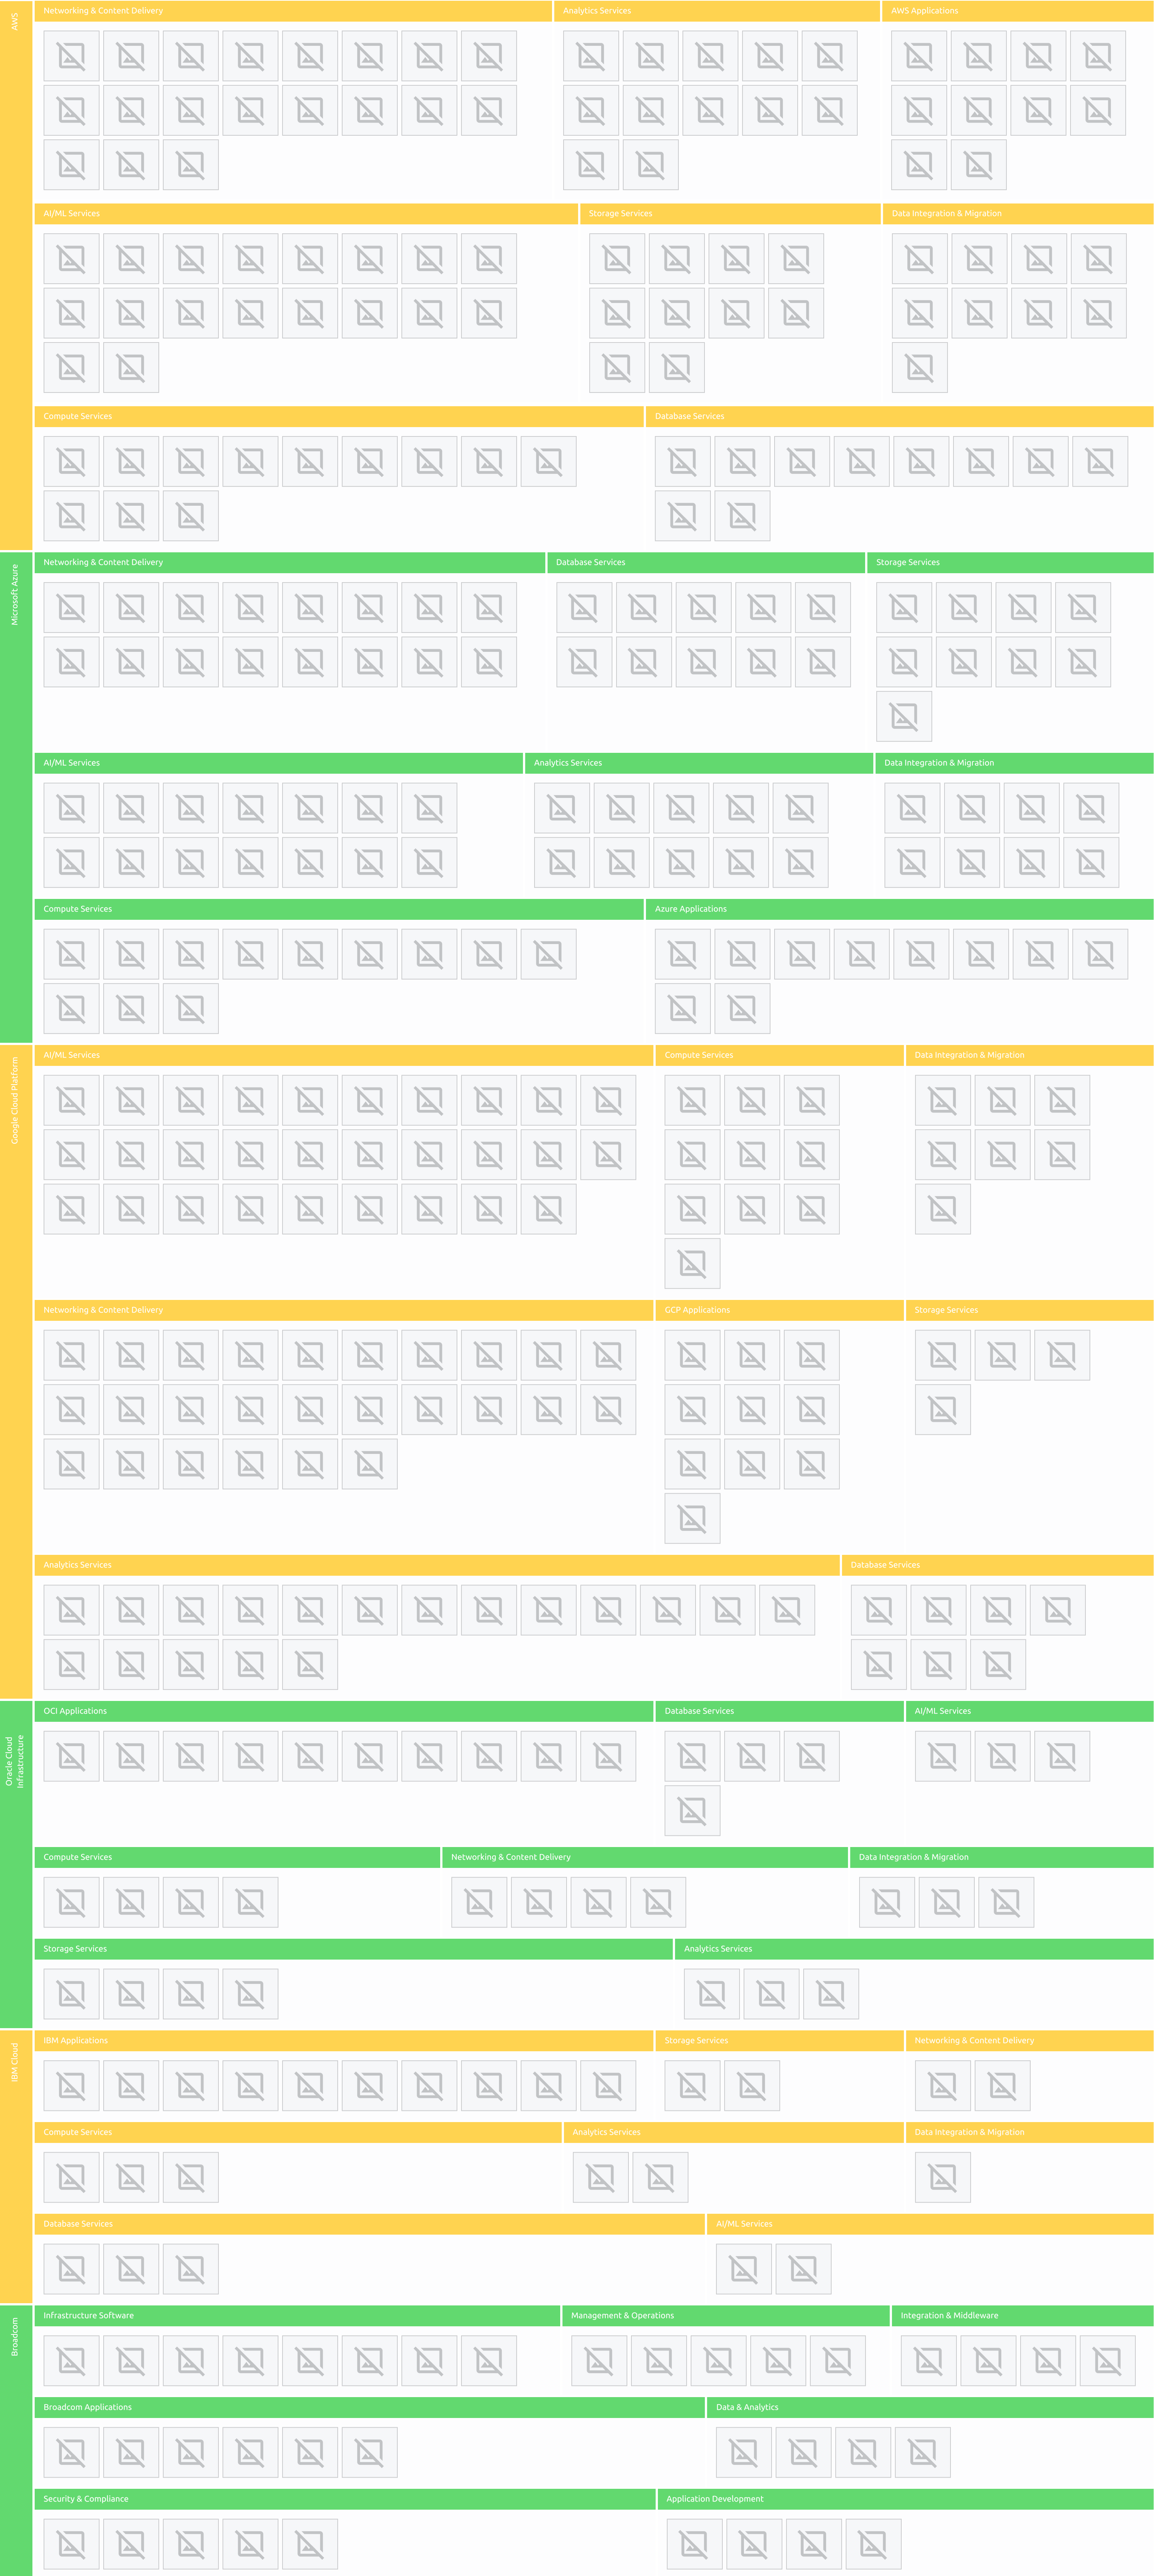 AWS
Networking & Content Delivery
Analytics Services
AWS Applications
AI/ML Services
Storage Services
Data Integration & Migration
Compute Services
Database Services
Microsoft Azure
Networking & Content Delivery
Database Services
Storage Services
AI/ML Services
Analytics Services
Data Integration & Migration
Compute Services
Azure Applications
Google Cloud Platform
AI/ML Services
Compute Services
Data Integration & Migration
Networking & Content Delivery
GCP Applications
Storage Services
Analytics Services
Database Services
Oracle Cloud
Infrastructure
OCI Applications
Database Services
AI/ML Services
Compute Services
Networking & Content Delivery
Data Integration & Migration
Storage Services
Analytics Services
IBM Cloud
IBM Applications
Storage Services
Networking & Content Delivery
Compute Services
Analytics Services
Data Integration & Migration
Database Services
AI/ML Services
Broadcom
Infrastructure Software
Management & Operations
Integration & Middleware
Broadcom Applications
Data & Analytics
Security & Compliance
Application Development